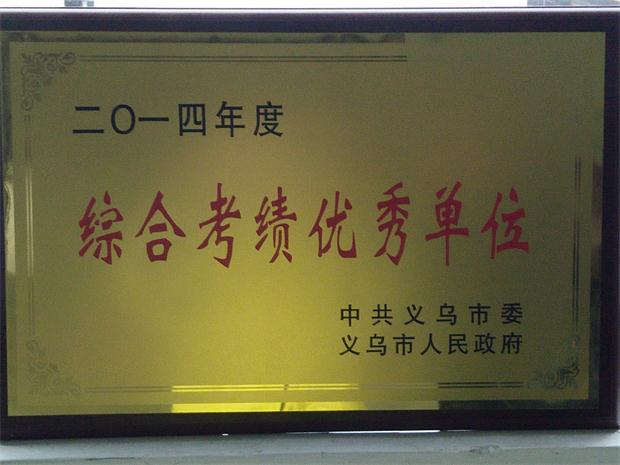 二〇一四年度
综合考绩优秀单位
中共义乌市委
义乌市人民政府